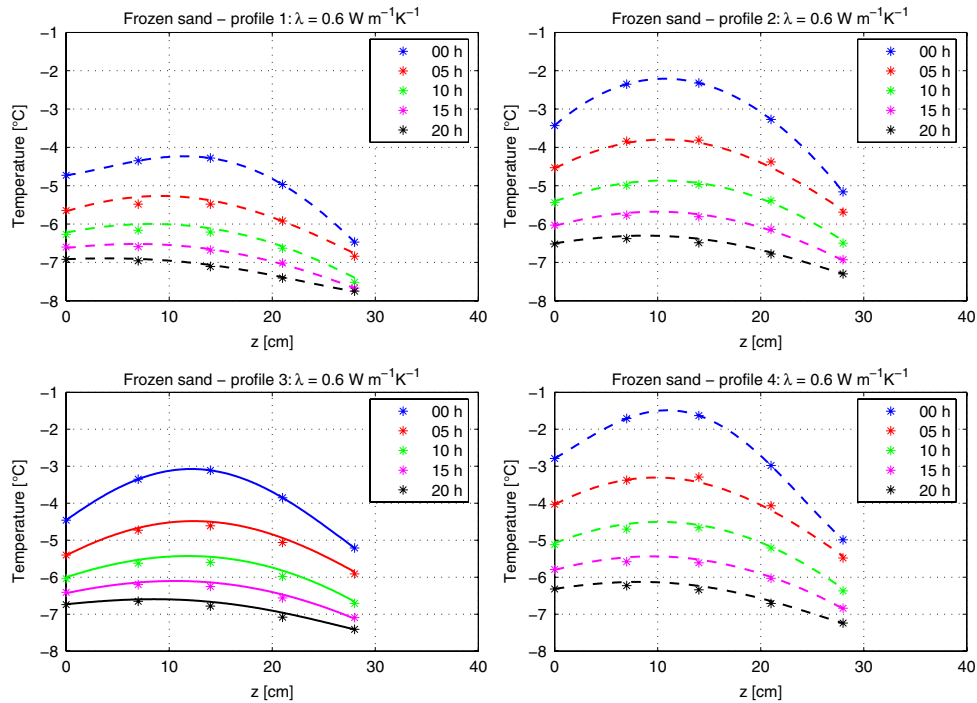 Frozen sand − profile 1: λ = 0.6 W m⁻¹K⁻¹
−1
−2
−3
−4
−5
−6
−7
−8
Temperature [°C]
0 10 20 30 40
z [cm]
00 h
05 h
10 h
15 h
20 h
Frozen sand − profile 2: λ = 0.6 W m⁻¹K⁻¹
−1
−2
−3
−4
−5
−6
−7
−8
Temperature [°C]
0 10 20 30 40
z [cm]
00 h
05 h
10 h
15 h
20 h
Frozen sand − profile 3: λ = 0.6 W m⁻¹K⁻¹
−1
−2
−3
−4
−5
−6
−7
−8
Temperature [°C]
0 10 20 30 40
z [cm]
00 h
05 h
10 h
15 h
20 h
Frozen sand − profile 4: λ = 0.6 W m⁻¹K⁻¹
−1
−2
−3
−4
−5
−6
−7
−8
Temperature [°C]
0 10 20 30 40
z [cm]
00 h
05 h
10 h
15 h
20 h